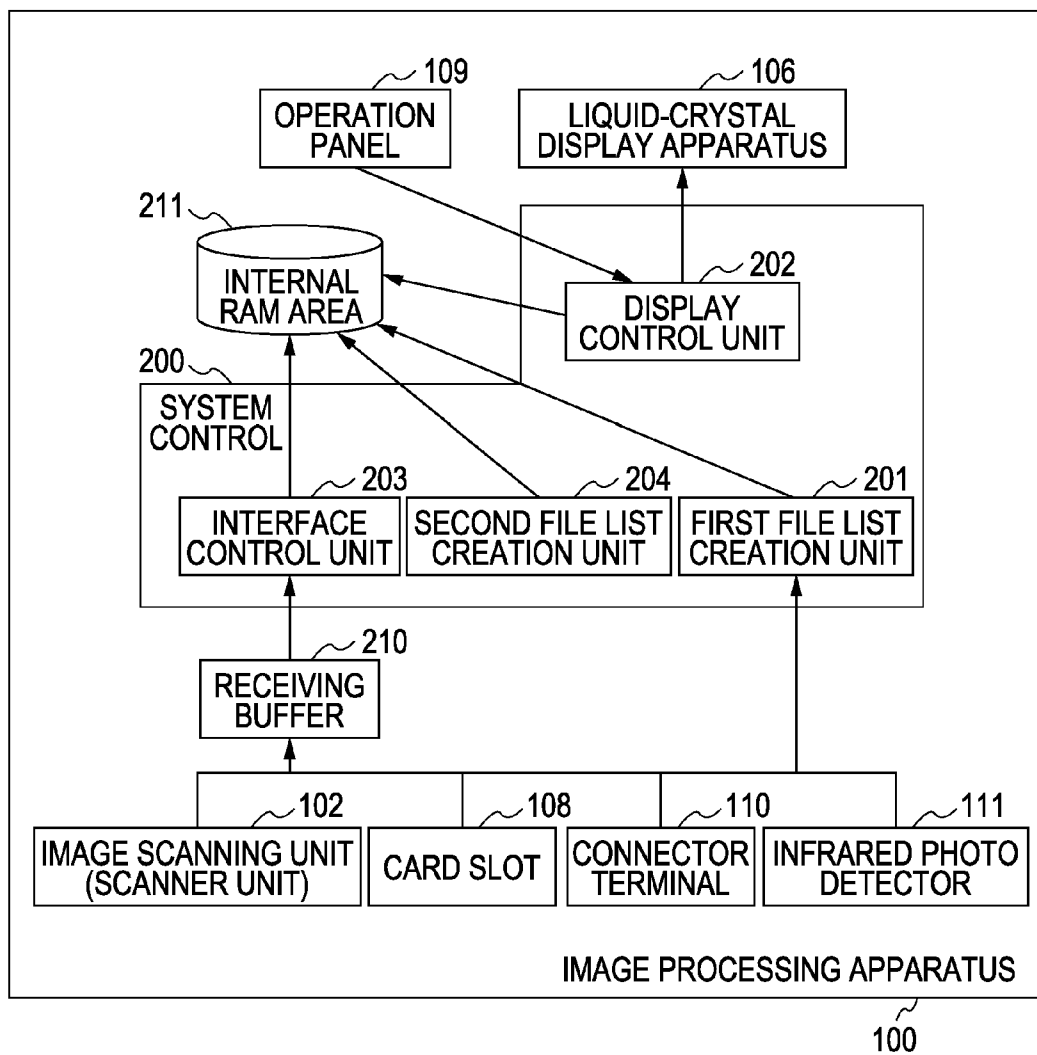 109
OPERATION
PANEL
106
LIQUID-CRYSTAL
DISPLAY APPARATUS
211
INTERNAL
RAM AREA
202
DISPLAY
CONTROL UNIT
200
SYSTEM
CONTROL
203
INTERFACE
CONTROL UNIT
204
SECOND FILE LIST
CREATION UNIT
201
FIRST FILE LIST
CREATION UNIT
210
RECEIVING
BUFFER
102
IMAGE SCANNING UNIT
(SCANNER UNIT)
108
CARD SLOT
110
CONNECTOR
TERMINAL
111
INFRARED PHOTO
DETECTOR
IMAGE PROCESSING APPARATUS
100